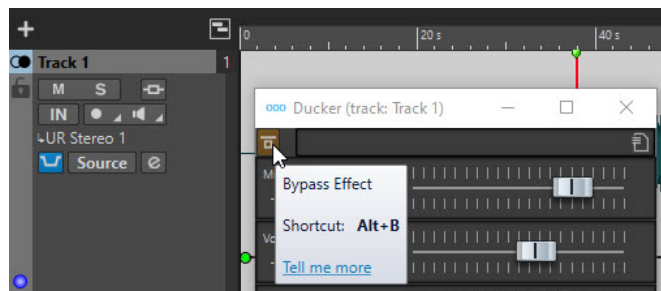 0
20 s
40 s
Track 1
1
M S
IN
UR Stereo 1
Source e
Ducker (track: Track 1)
Bypass Effect
Shortcut: Alt+B
Tell me more